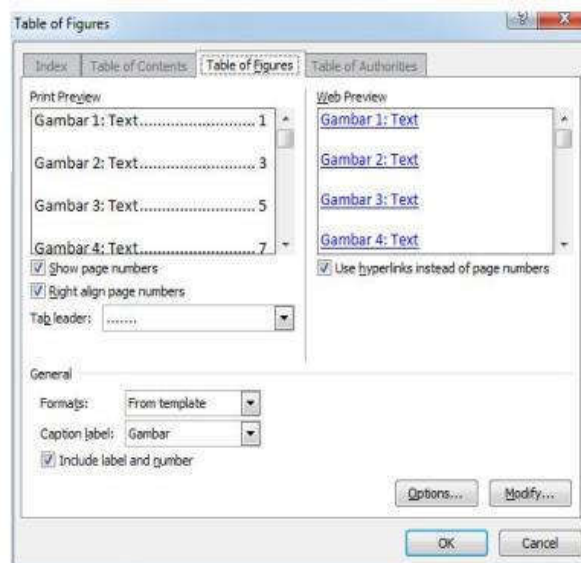 Table of Figures
Index Table of Contents Table of Figures Table of Authorities
Print Preview
Gambar 1: Text.......................... 1
Gambar 2: Text.......................... 3
Gambar 3: Text.......................... 5
Gambar 4: Text.......................... 7
Show page numbers
Right align page numbers
Tab leader: .......
Web Preview
Gambar 1: Text
Gambar 2: Text
Gambar 3: Text
Gambar 4: Text
Use hyperlinks instead of page numbers
General
Formats: From template
Caption label: Gambar
Include label and number
Options... Modify...
OK Cancel